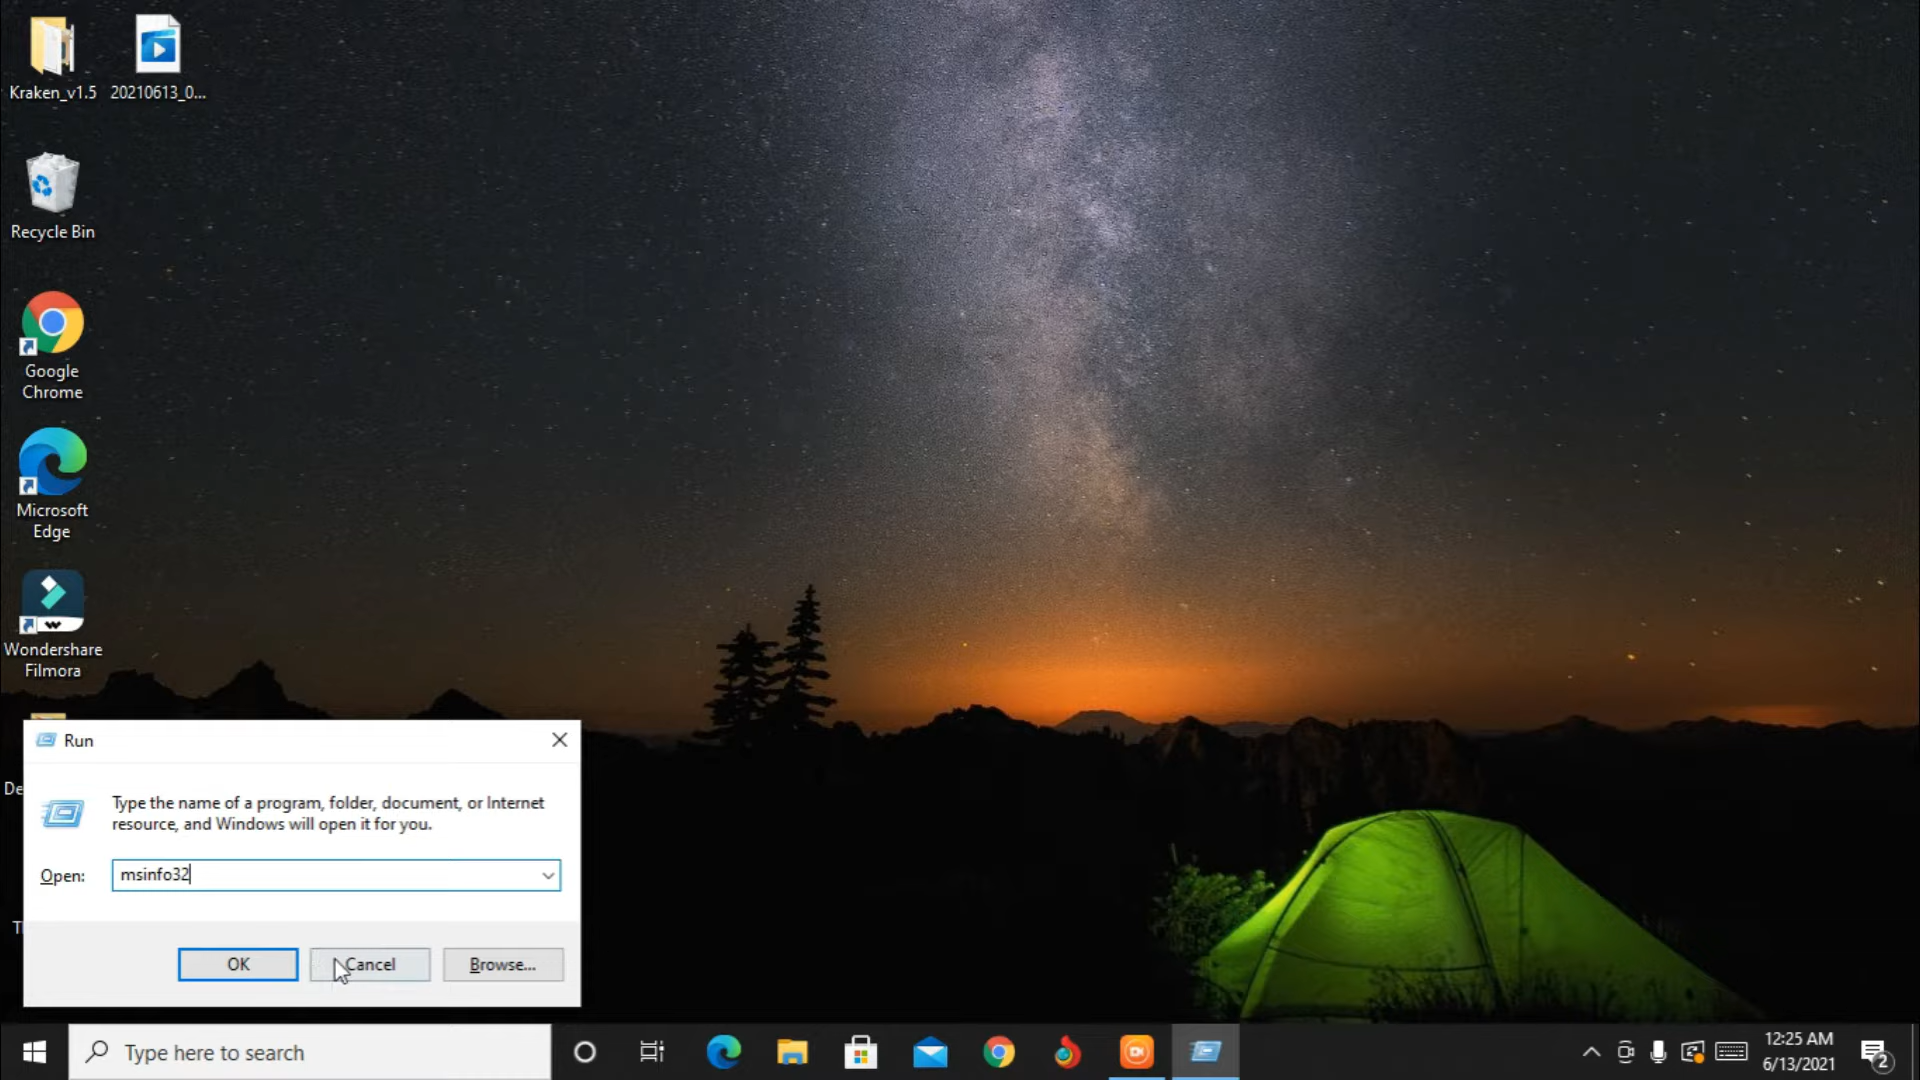 Kraken_v1.5
20210613_0...
Recycle Bin
Google
Chrome
Microsoft
Edge
Wondershare
Filmora
De
T
Run
Type the name of a program, folder, document, or Internet
resource, and Windows will open it for you.
Open:
msinfo32
OK
Cancel
Browse...
Type here to search
12:25 AM
6/13/2021
2